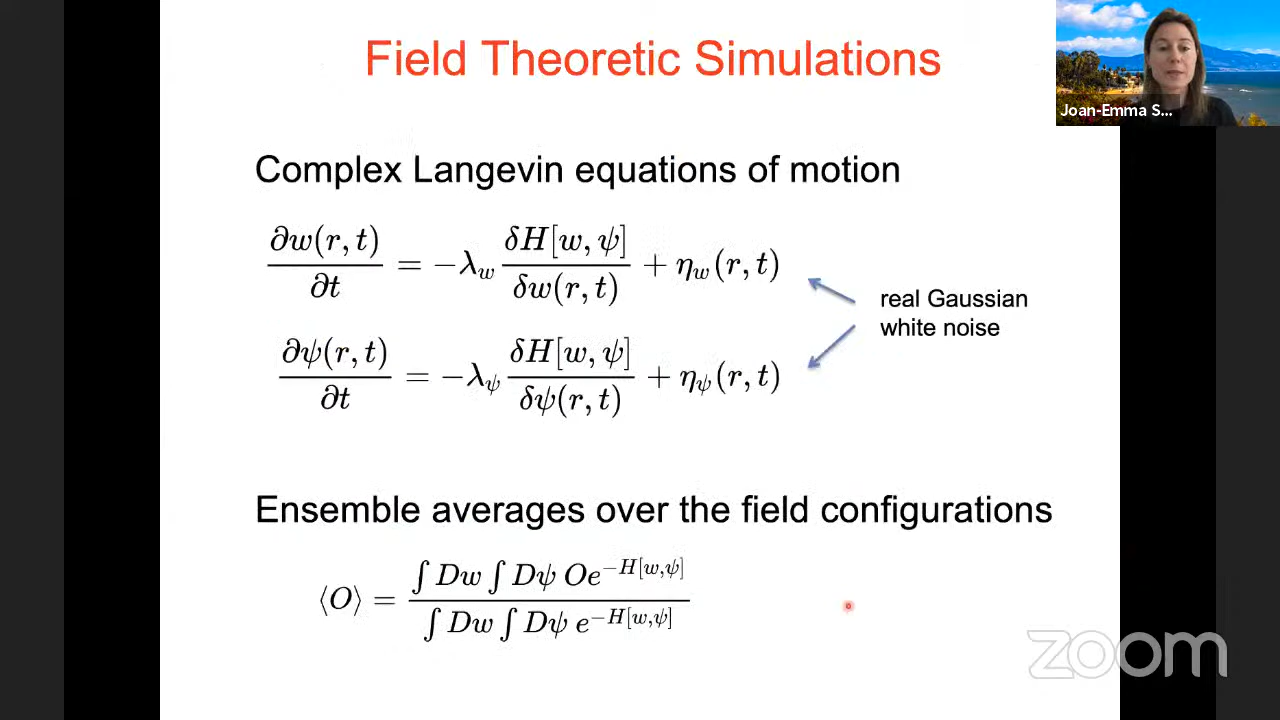 Field Theoretic Simulations
Joan-Emma S...
Complex Langevin equations of motion
∂w(r, t)/∂t = −λ_w δH[w, ψ]/δw(r, t) + η_w(r, t)
real Gaussian
white noise
∂ψ(r, t)/∂t = −λ_ψ δH[w, ψ]/δψ(r, t) + η_ψ(r, t)
Ensemble averages over the field configurations
⟨O⟩ = ∫ Dw ∫ Dψ Oe^{−H[w,ψ]} / ∫ Dw ∫ Dψ e^{−H[w,ψ]}
zoom